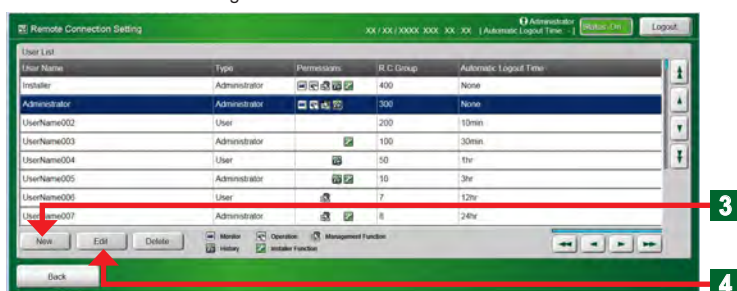 Remote Connection Setting
XX / XX / XXXX XXX XX : XX [ Automatic Logout Time: - ]
Administrator
Status: On
Logout
User List
User Name Type Permissions R.C.Group Automatic Logout Time
Installer Administrator 400 None
Administrator Administrator 300 None
UserName002 User 200 10min
UserName003 Administrator 100 30min
UserName004 User 50 1hr
UserName005 Administrator 10 3hr
UserName006 User 7 12hr
UserName007 Administrator 8 24hr
3
New Edit Delete
Monitor Operation Management Function
History Installer Function
Back
4